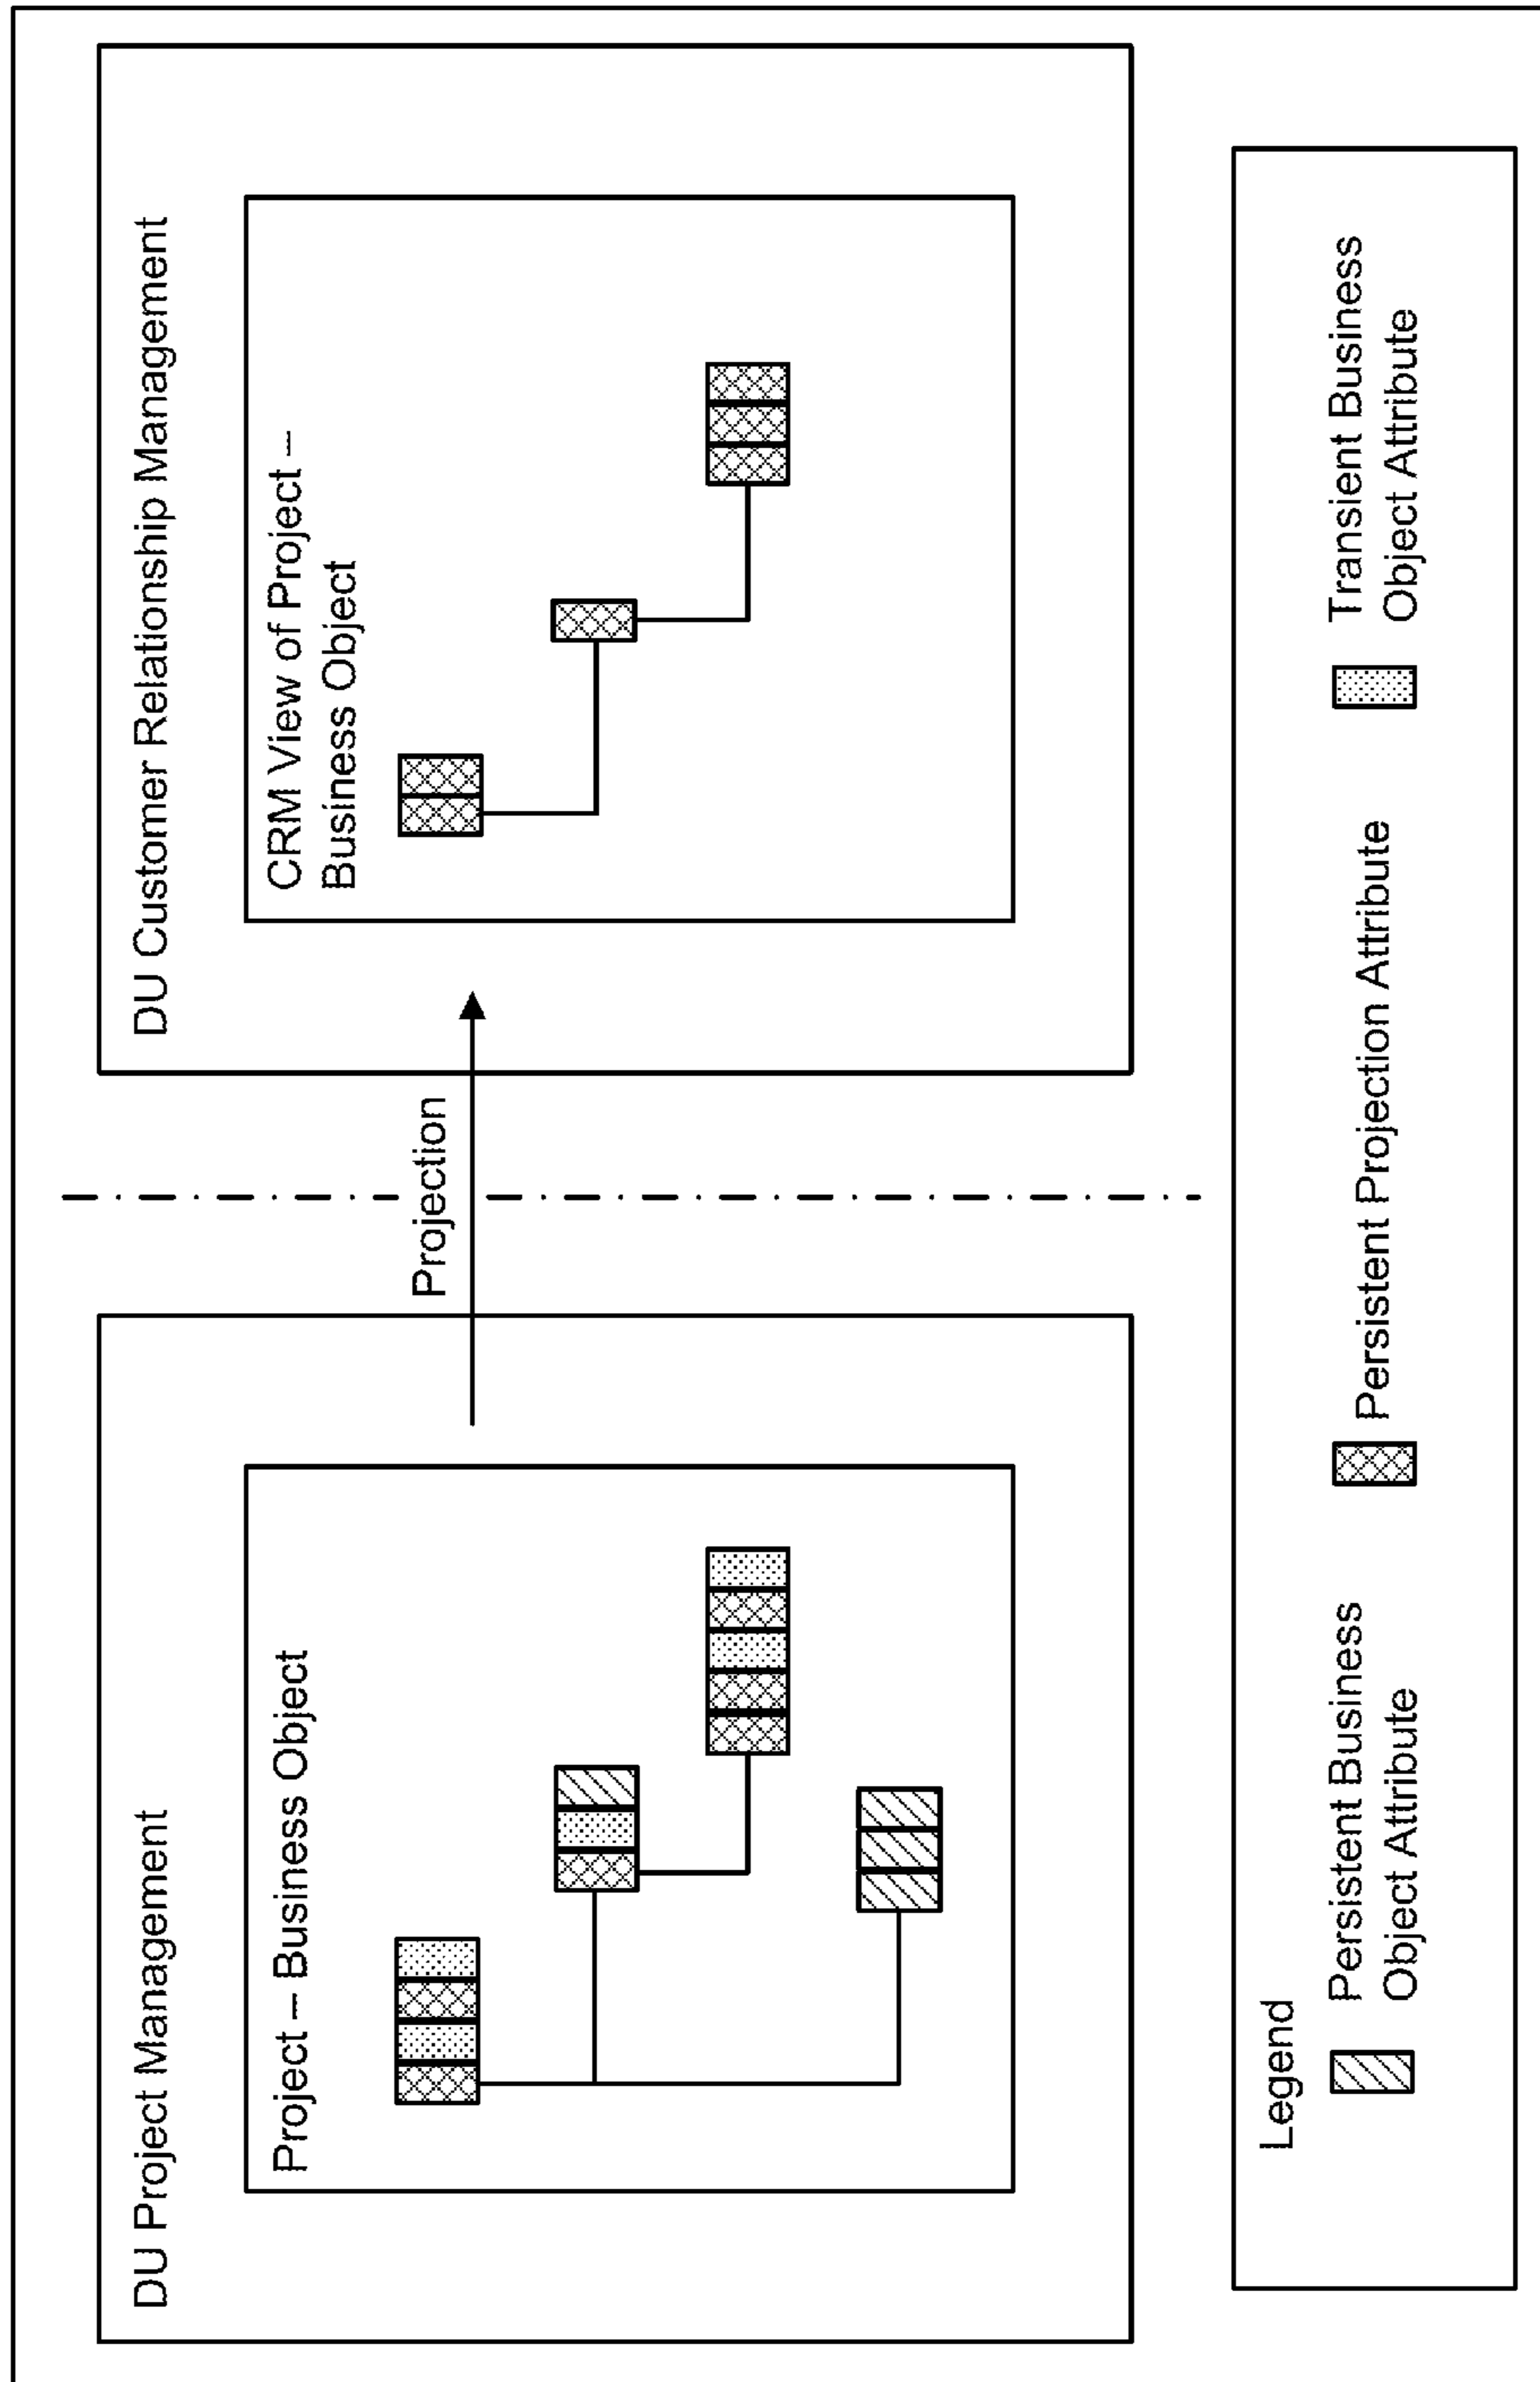 DU Project Management
Project – Business Object
Projection
DU Customer Relationship Management
CRM View of Project –
Business Object
Legend
Persistent Business
Object Attribute
Persistent Projection Attribute
Transient Business
Object Attribute